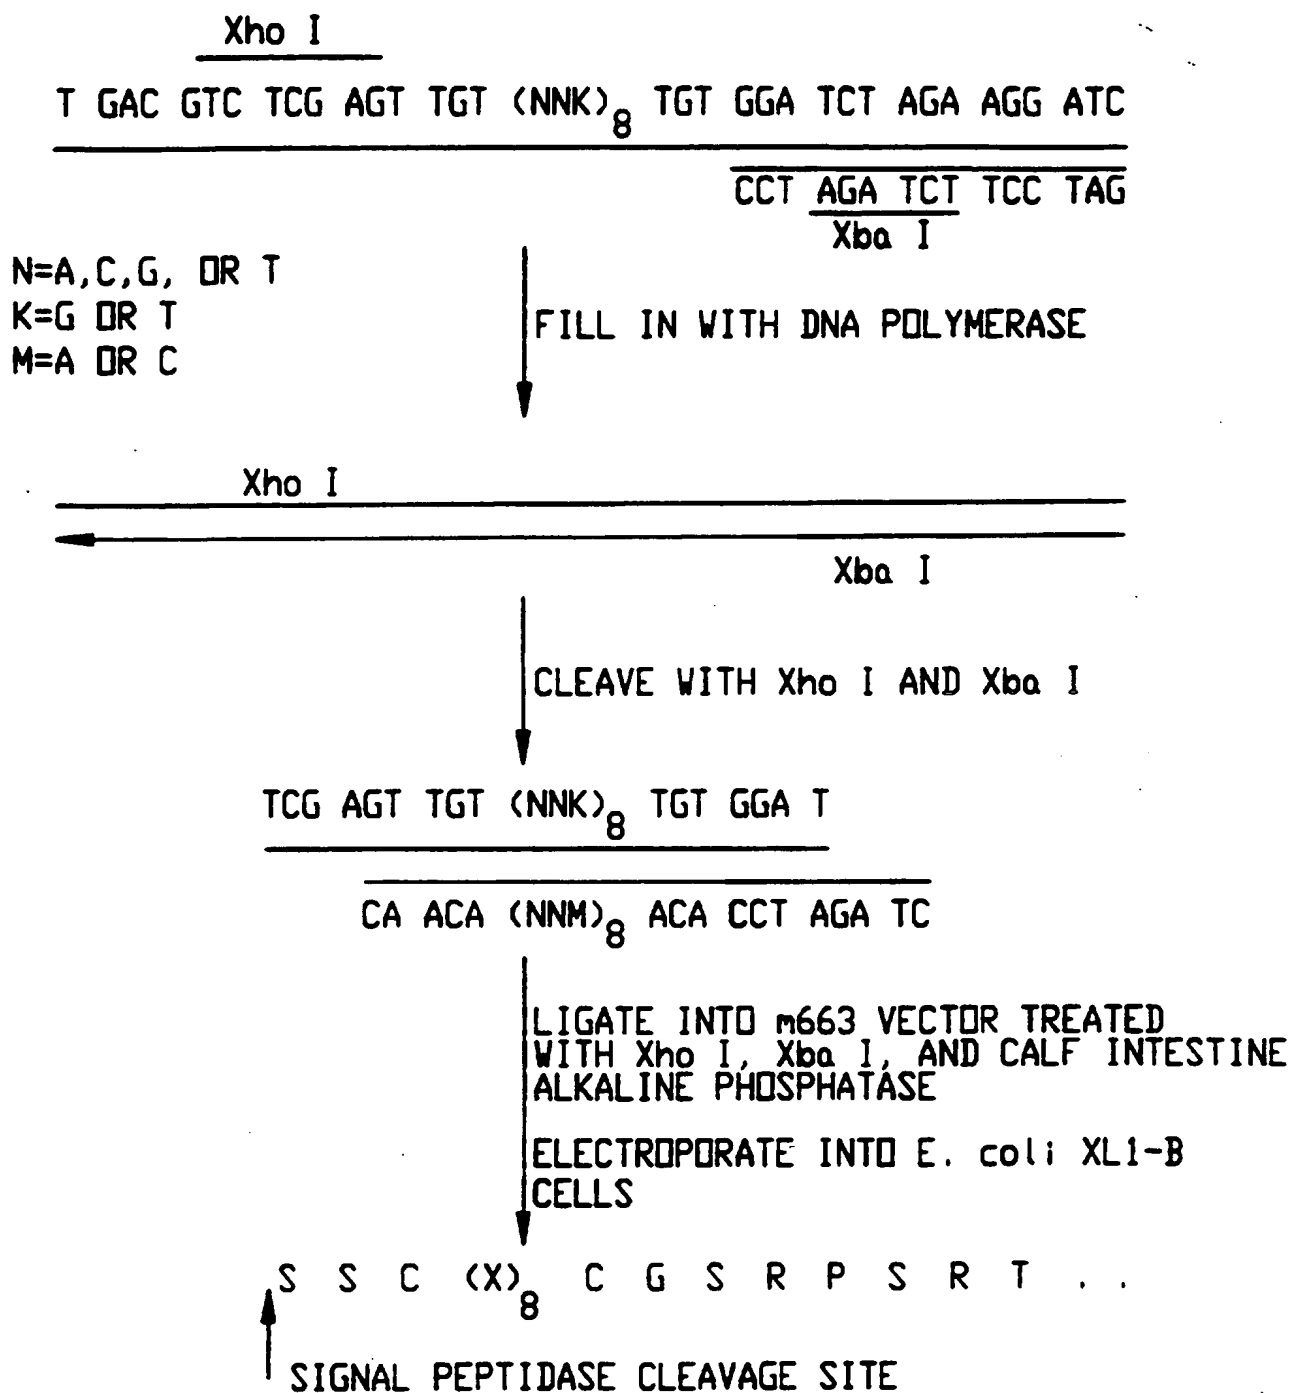 Xho I
T GAC GTC TCG AGT TGT (NNK)8 TGT GGA TCT AGA AGG ATC
CCT AGA TCT TCC TAG
Xba I
N=A,C,G, OR T
K=G OR T
M=A OR C
FILL IN WITH DNA POLYMERASE
Xho I
Xba I
CLEAVE WITH Xho I AND Xba I
TCG AGT TGT (NNK)8 TGT GGA T
CA ACA (NNM)8 ACA CCT AGA TC
LIGATE INTO m663 VECTOR TREATED
WITH Xho I, Xba I, AND CALF INTESTINE
ALKALINE PHOSPHATASE
ELECTROPORATE INTO E. coli XL1-B
CELLS
S S C (X)8 C G S R P S R T . .
SIGNAL PEPTIDASE CLEAVAGE SITE